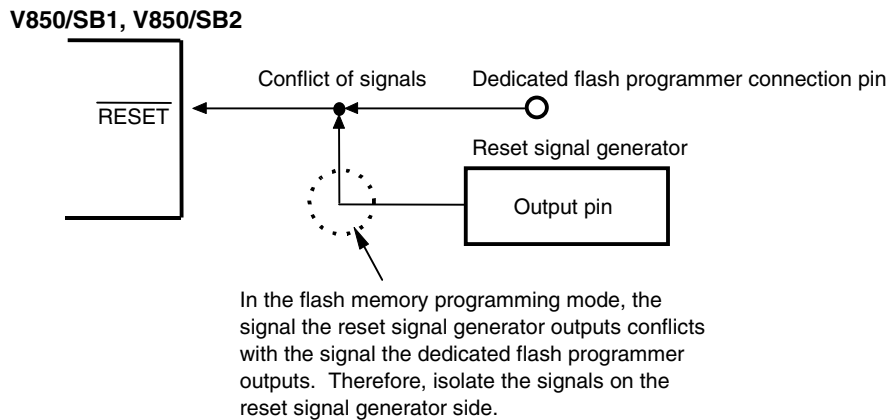 V850/SB1, V850/SB2
Conflict of signals
Dedicated flash programmer connection pin
RESET
Reset signal generator
Output pin
In the flash memory programming mode, the
signal the reset signal generator outputs conflicts
with the signal the dedicated flash programmer
outputs.  Therefore, isolate the signals on the
reset signal generator side.